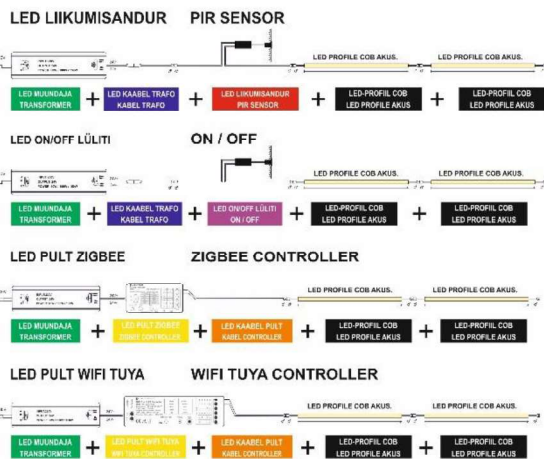 LED LIIKUMISANDUR PIR SENSOR
LED PROFILE COB AKUS. LED PROFILE COB AKUS.
LED MUUNDAJA TRANSFORMER + LED KAABEL TRAFO KABEL TRAFO + LED LIIKUMISANDUR PIR SENSOR + LED-PROFIIL COB LED PROFILE AKUS + LED-PROFIIL COB LED PROFILE AKUS
LED ON/OFF LÜLITI ON / OFF
LED PROFILE COB AKUS. LED PROFILE COB AKUS.
LED MUUNDAJA TRANSFORMER + LED KAABEL TRAFO KABEL TRAFO + LED ON/OFF LÜLITI ON / OFF + LED-PROFIIL COB LED PROFILE AKUS + LED-PROFIIL COB LED PROFILE AKUS
LED PULT ZIGBEE ZIGBEE CONTROLLER
LED PROFILE COB AKUS. LED PROFILE COB AKUS.
LED MUUNDAJA TRANSFORMER + LED PULT ZIGBEE ZIGBEE CONTROLLER + LED KAABEL PULT KABEL CONTROLLER + LED-PROFIIL COB LED PROFILE AKUS + LED-PROFIIL COB LED PROFILE AKUS
LED PULT WIFI TUYA WIFI TUYA CONTROLLER
LED PROFILE COB AKUS. LED PROFILE COB AKUS.
LED MUUNDAJA TRANSFORMER + LED PULT WIFI TUYA WIFI TUYA CONTROLLER + LED KAABEL PULT KABEL CONTROLLER + LED-PROFIIL COB LED PROFILE AKUS + LED-PROFIIL COB LED PROFILE AKUS